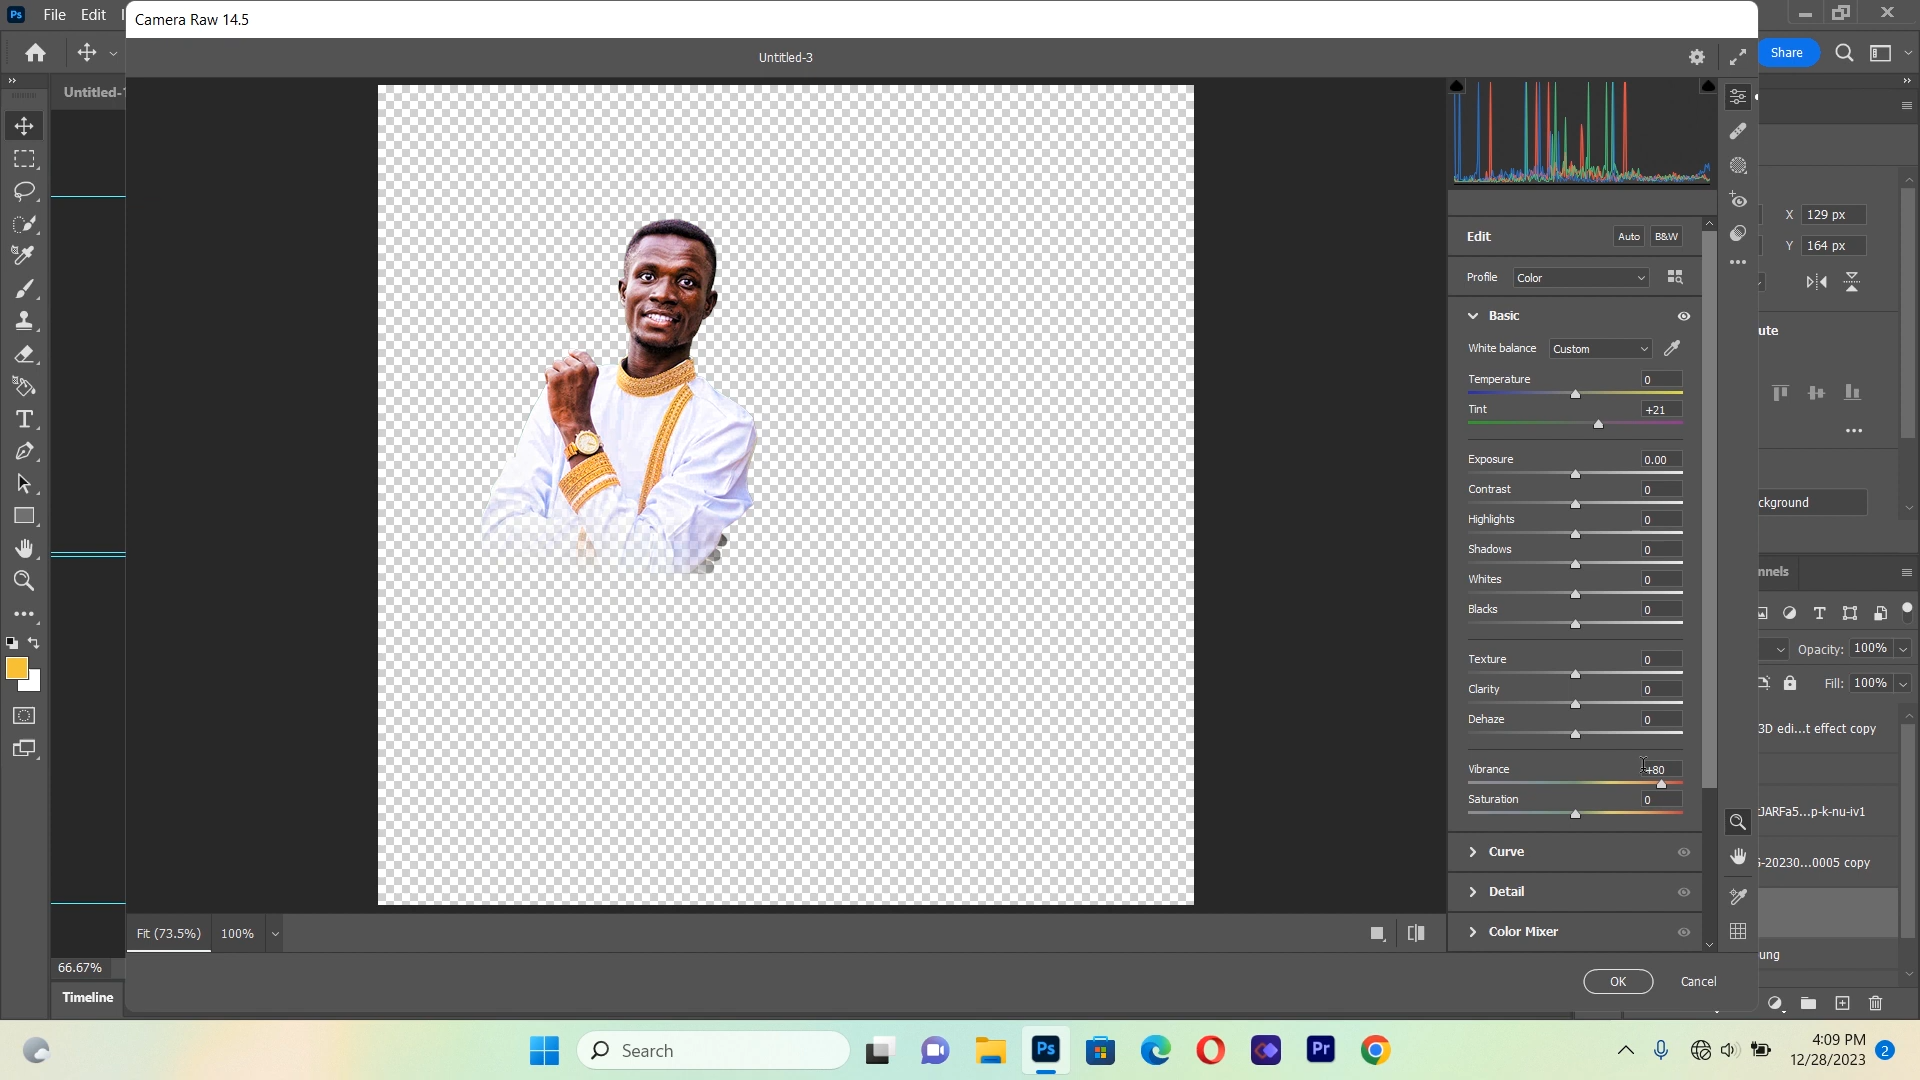 Ps File Edit
Camera Raw 14.5
Untitled-3
Share
Untitled-
X 129 px
Y 164 px
Edit Auto B&W
Profile Color
Basic
White balance Custom
Temperature 0
Tint +21
Exposure 0.00
Contrast 0
Highlights 0
Shadows 0
Whites 0
Blacks 0
Texture 0
Clarity 0
Dehaze 0
Vibrance +80
Saturation 0
Curve
Detail
Color Mixer
ute
ckground
nnels
Opacity: 100%
Fill: 100%
3D edi...t effect copy
JARFa5...p-k-nu-iv1
-20230...0005 copy
ung
Fit (73.5%) 100%
66.67%
OK Cancel
Timeline
Search
Ps
Pr
4:09 PM
12/28/2023
2